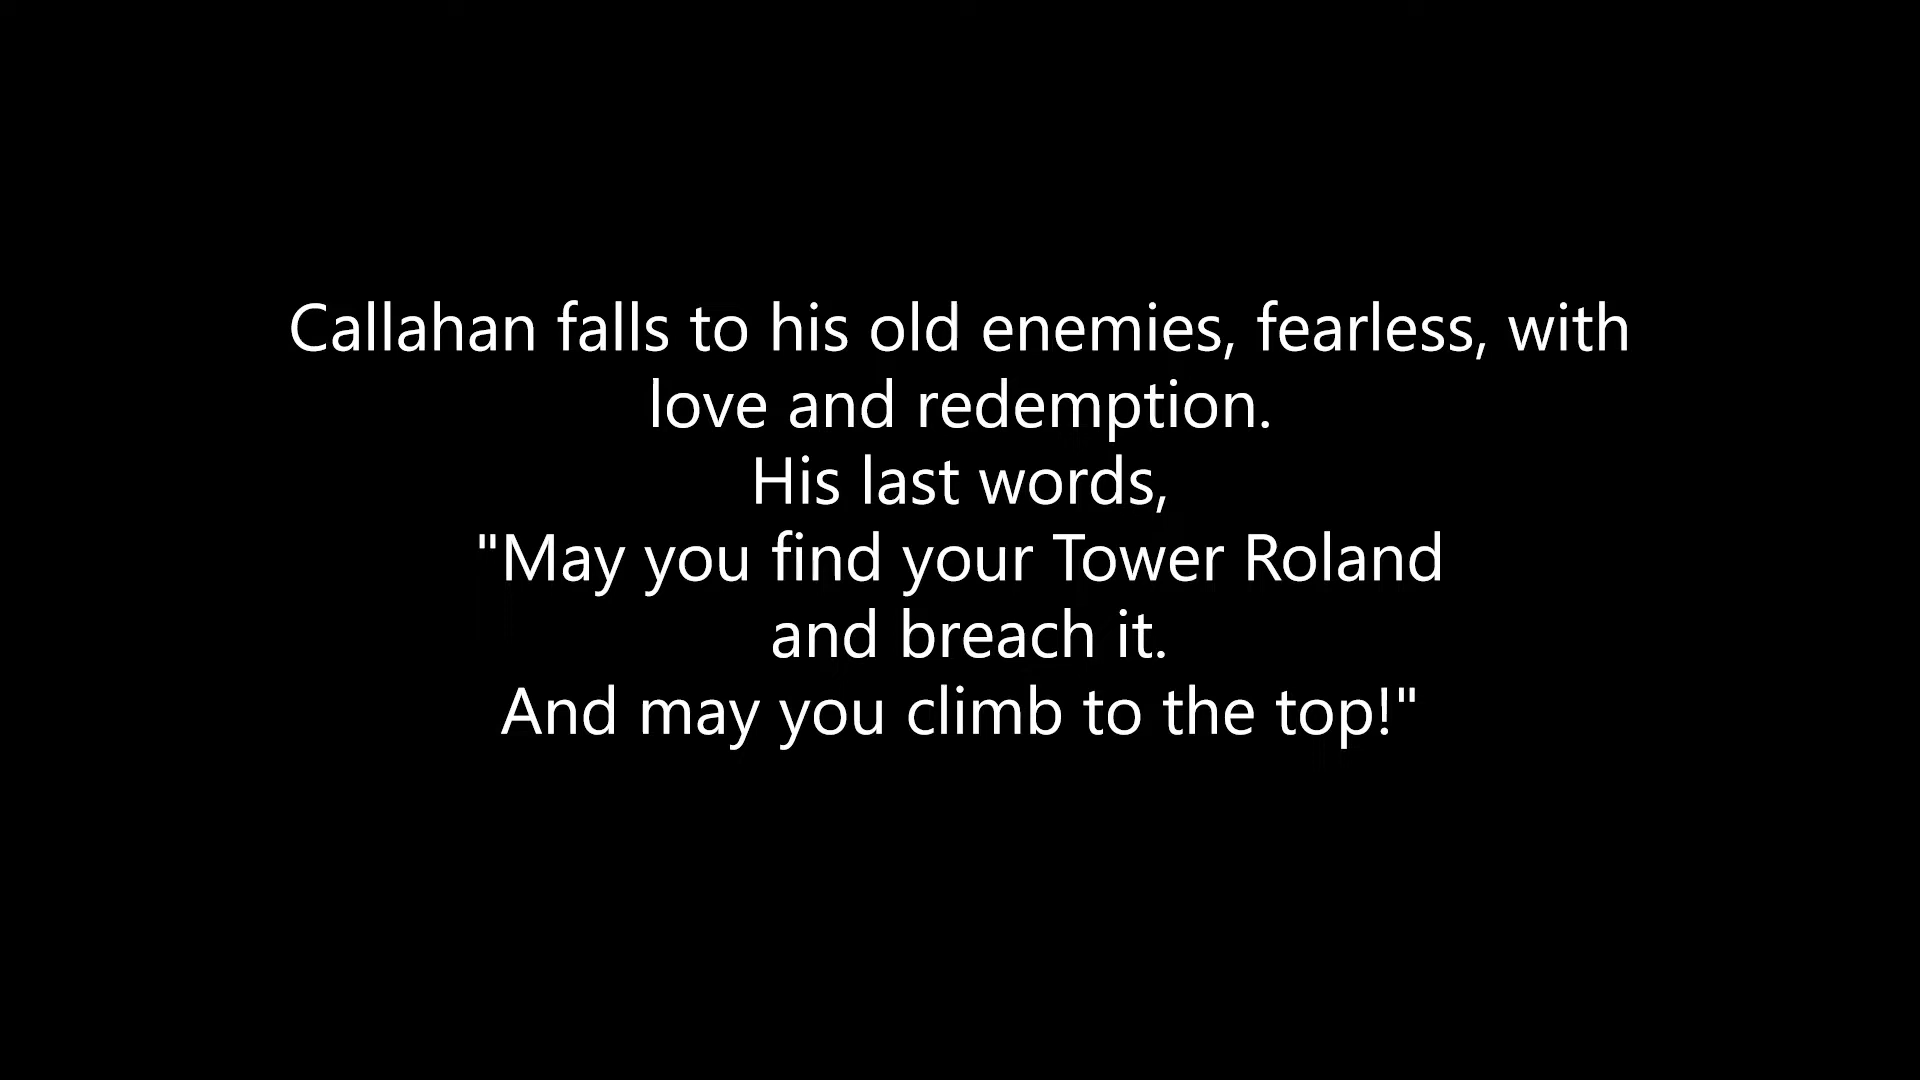 Callahan falls to his old enemies, fearless, with
love and redemption.
His last words,
"May you find your Tower Roland
and breach it.
And may you climb to the top!"